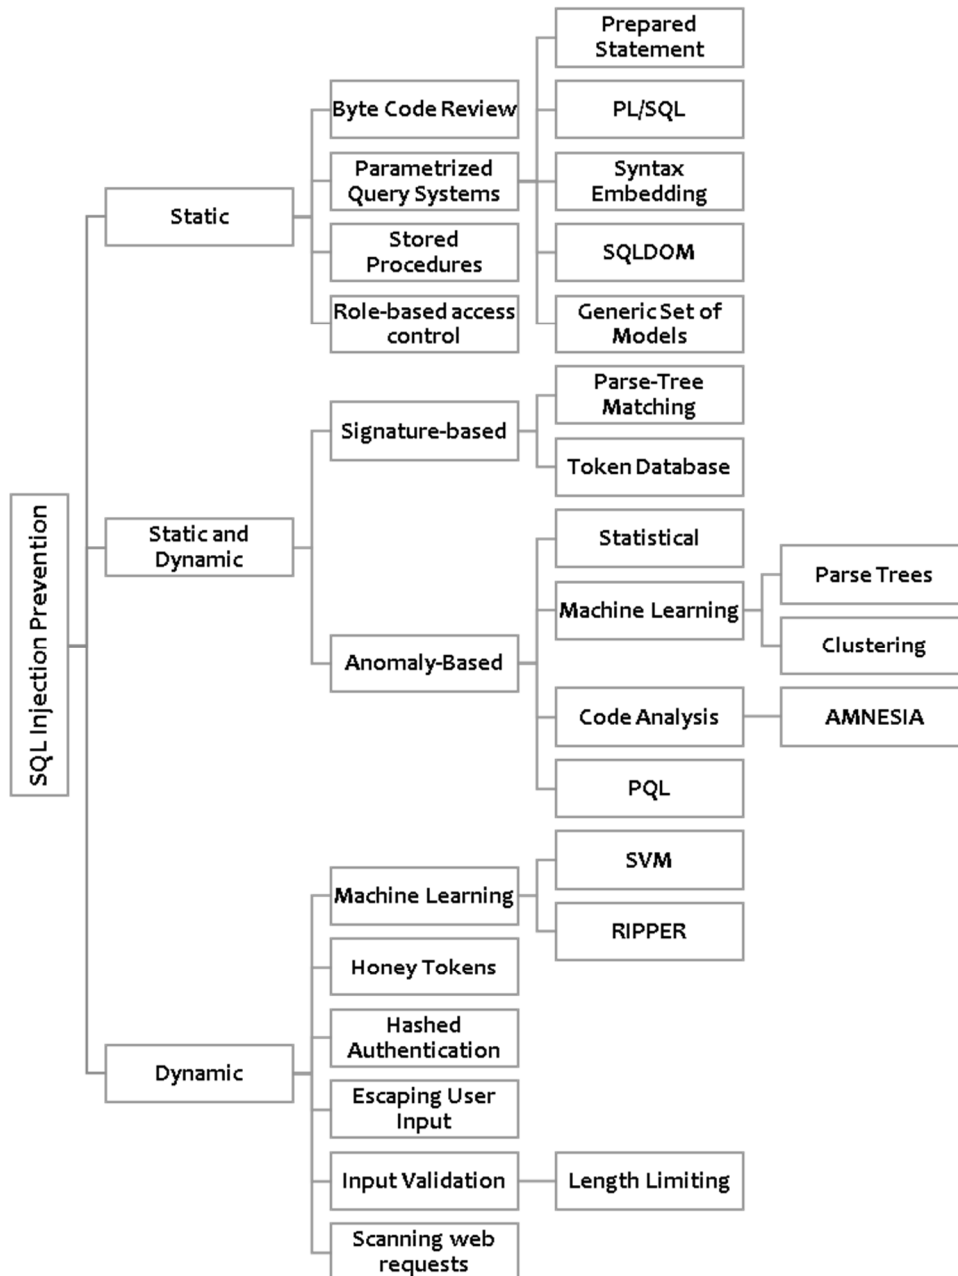 Prepared
Statement
Byte Code Review
PL/SQL
Parametrized
Query Systems
Syntax
Embedding
Static
Stored
Procedures
SQLDOM
Role-based access
control
Generic Set of
Models
Parse-Tree
Matching
Signature-based
Token Database
Static and
Dynamic
Statistical
Parse Trees
Machine Learning
Clustering
SQL Injection Prevention
Anomaly-Based
Code Analysis
AMNESIA
PQL
SVM
Machine Learning
RIPPER
Honey Tokens
Hashed
Authentication
Dynamic
Escaping User
Input
Input Validation
Length Limiting
Scanning web
requests